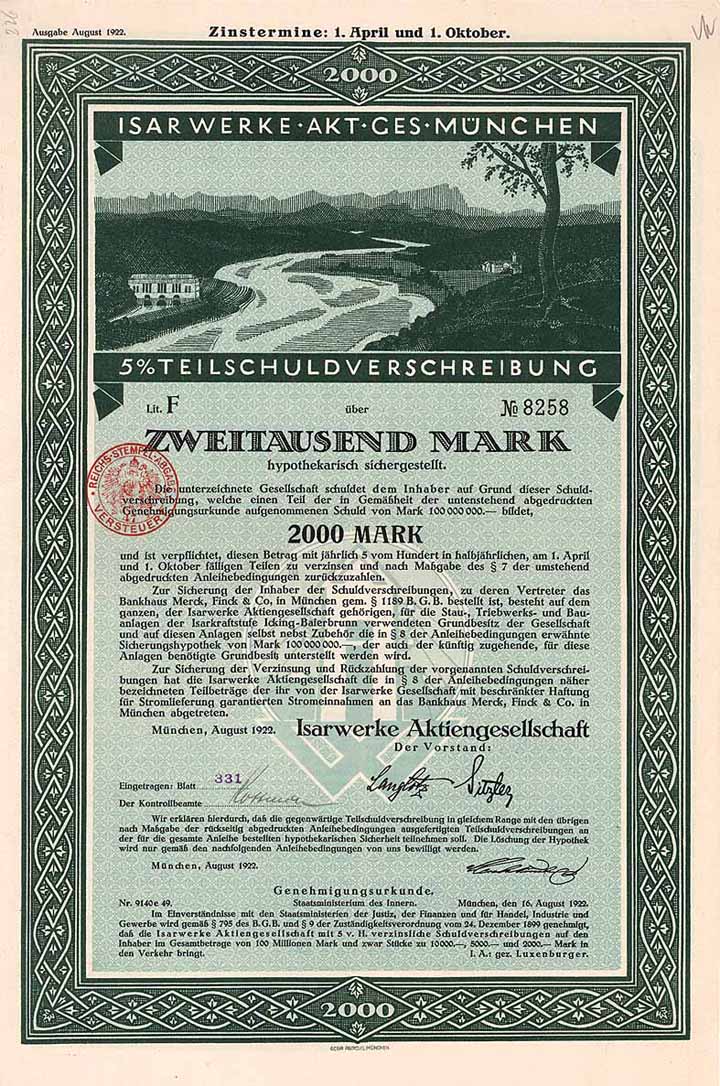 Ausgabe August 1922.
Zinstermine: 1. April und 1. Oktober.
2000
ISARWERKE·AKT·GES·MÜNCHEN
5% TEILSCHULDVERSCHREIBUNG
Lit. F über № 8258
ZWEITAUSEND MARK
hypothekarisch sichergestellt.
REICHS-STEMPEL-ABGABE
VERSTEUERT
Die unterzeichnete Gesellschaft schuldet dem Inhaber auf Grund dieser Schuld-
verschreibung, welche einen Teil der in Gemäßheit der untenstehend abgedruckten
Genehmigungsurkunde aufgenommenen Schuld von Mark 100 000 000.— bildet,
2000 MARK
und ist verpflichtet, diesen Betrag mit jährlich 5 vom Hundert in halbjährlichen, am 1. April
und 1. Oktober fälligen Teilen zu verzinsen und nach Maßgabe des § 7 der umstehend
abgedruckten Anleihebedingungen zurückzuzahlen.
Zur Sicherung der Inhaber der Schuldverschreibungen, zu deren Vertreter das
Bankhaus Merck, Finck & Co, in München gem. § 1189 B. G. B. bestellt ist, besteht auf dem
ganzen, der Isarwerke Aktiengesellschaft gehörigen, für die Stau-, Triebwerks- und Bau-
anlagen der Isarkraftstufe Icking-Baierbrunn verwendeten Grundbesitz der Gesellschaft
und auf diesen Anlagen selbst nebst Zubehör die in § 8 der Anleihebedingungen erwähnte
Sicherungshypothek von Mark 100 000 000.—, der auch der künftig zugehende, für diese
Anlagen benötigte Grundbesitz unterstellt werden wird.
Zur Sicherung der Verzinsung und Rückzahlung der vorgenannten Schuldverschrei-
bungen hat die Isarwerke Aktiengesellschaft die in § 8 der Anleihebedingungen näher
bezeichneten Teilbeträge der ihr von der Isarwerke Gesellschaft mit beschränkter Haftung
für Stromlieferung garantierten Stromeinnahmen an das Bankhaus Merck, Finck & Co. in
München abgetreten.
München, August 1922. Isarwerke Aktiengesellschaft
Der Vorstand:
Eingetragen: Blatt 331 Langlotz Sitzler
Der Kontrollbeamte
Wir erklären hierdurch, daß die gegenwärtige Teilschuldverschreibung in gleichem Range mit den übrigen
nach Maßgabe der rückseitig abgedruckten Anleihebedingungen ausgefertigten Teilschuldverschreibungen an
der für die gesamte Anleihe bestellten hypothekarischen Sicherheit teilnehmen soll. Die Löschung der Hypothek
wird nur gemäß den nachfolgenden Anleihebedingungen von uns bewilligt werden.
München, August 1922.
Genehmigungsurkunde.
Nr. 9140e 49. Staatsministerium des Innern. München, den 16. August 1922.
Im Einverständnisse mit den Staatsministerien der Justiz, der Finanzen und für Handel, Industrie und
Gewerbe wird gemäß § 795 des B. G. B. und § 9 der Zuständigkeitsverordnung vom 24. Dezember 1899 genehmigt,
daß die Isarwerke Aktiengesellschaft mit 5 v. H. verzinsliche Schuldverschreibungen auf den
Inhaber im Gesamtbetrage von 100 Millionen Mark und zwar Stücke zu 10 000.—, 5000.— und 2000.— Mark in
den Verkehr bringt. I. A.: gez. Luxenburger.
2000